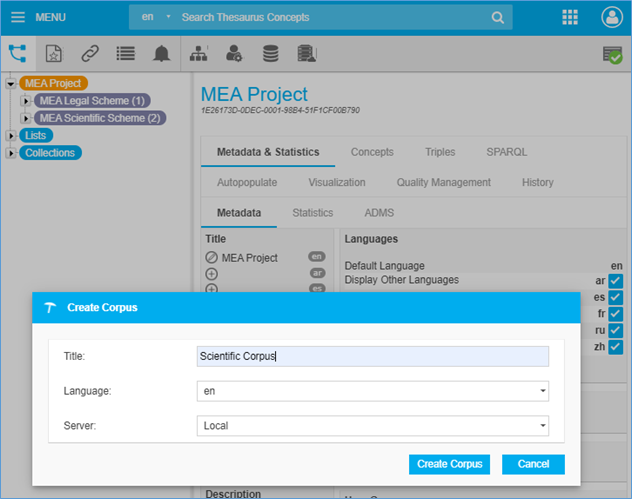 MENU
en
Search Thesaurus Concepts
MEA Project
MEA Legal Scheme (1)
MEA Scientific Scheme (2)
Lists
Collections
MEA Project
1E26173D-0DEC-0001-98B4-51F1CF00B790
Metadata & Statistics
Concepts
Triples
SPARQL
Autopopulate
Visualization
Quality Management
History
Metadata
Statistics
ADMS
Title
MEA Project
en
ar
es
Languages
Default Language
en
Display Other Languages
ar
es
fr
ru
zh
Create Corpus
Title:
Scientific Corpus
Language:
en
Server:
Local
Create Corpus
Cancel
Description